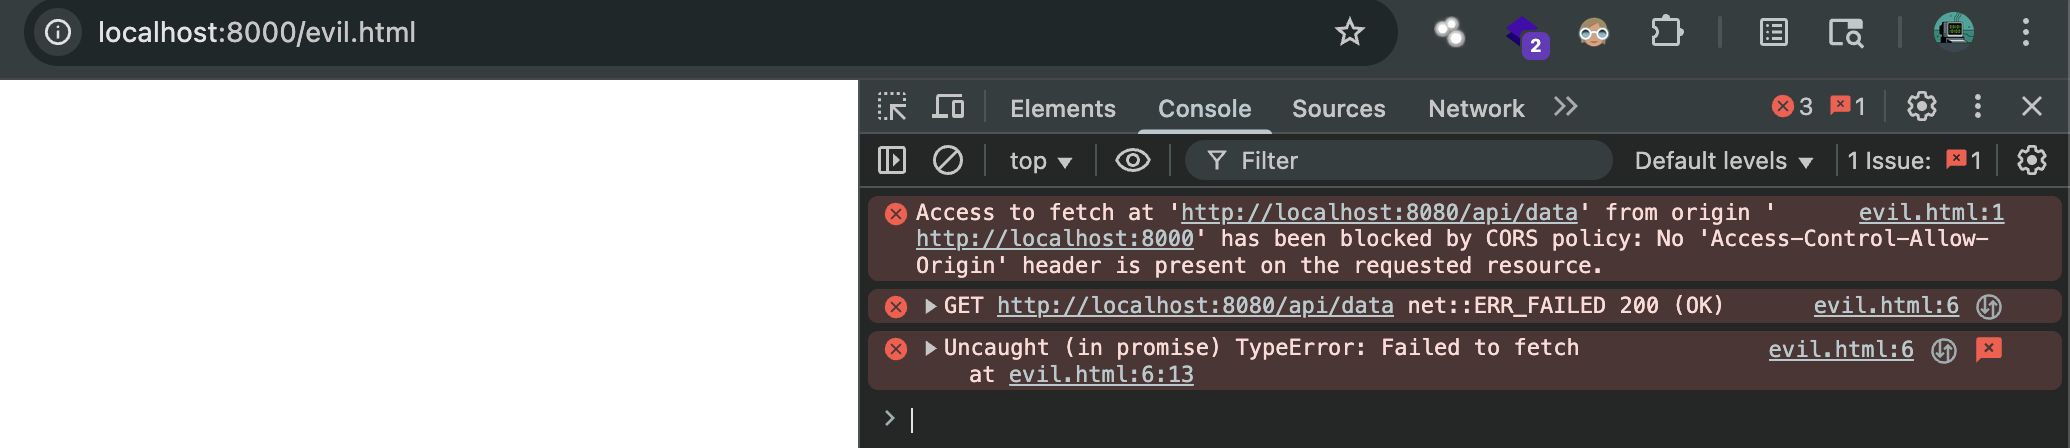 localhost:8000/evil.html
2
Elements Console Sources Network 3 1
top Filter Default levels 1 Issue: 1
Access to fetch at 'http://localhost:8080/api/data' from origin ' evil.html:1
http://localhost:8000' has been blocked by CORS policy: No 'Access-Control-Allow-
Origin' header is present on the requested resource.
GET http://localhost:8080/api/data net::ERR_FAILED 200 (OK) evil.html:6
Uncaught (in promise) TypeError: Failed to fetch evil.html:6
at evil.html:6:13